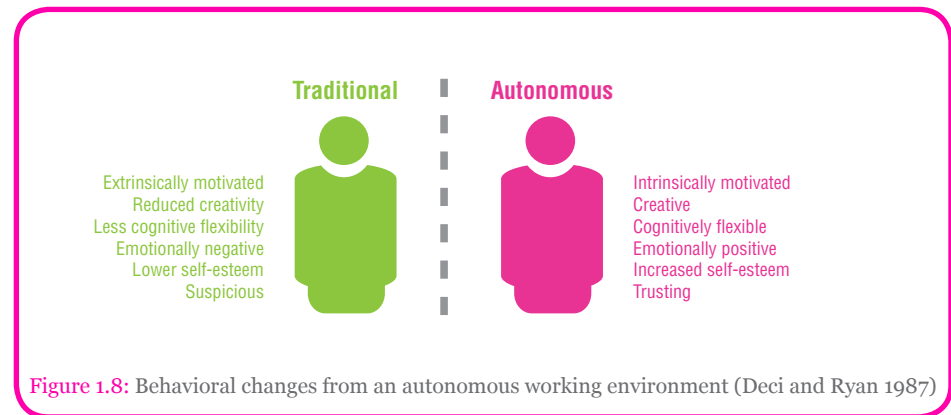 Traditional
Autonomous
Extrinsically motivated
Reduced creativity
Less cognitive flexibility
Emotionally negative
Lower self-esteem
Suspicious
Intrinsically motivated
Creative
Cognitively flexible
Emotionally positive
Increased self-esteem
Trusting
Figure 1.8: Behavioral changes from an autonomous working environment (Deci and Ryan 1987)